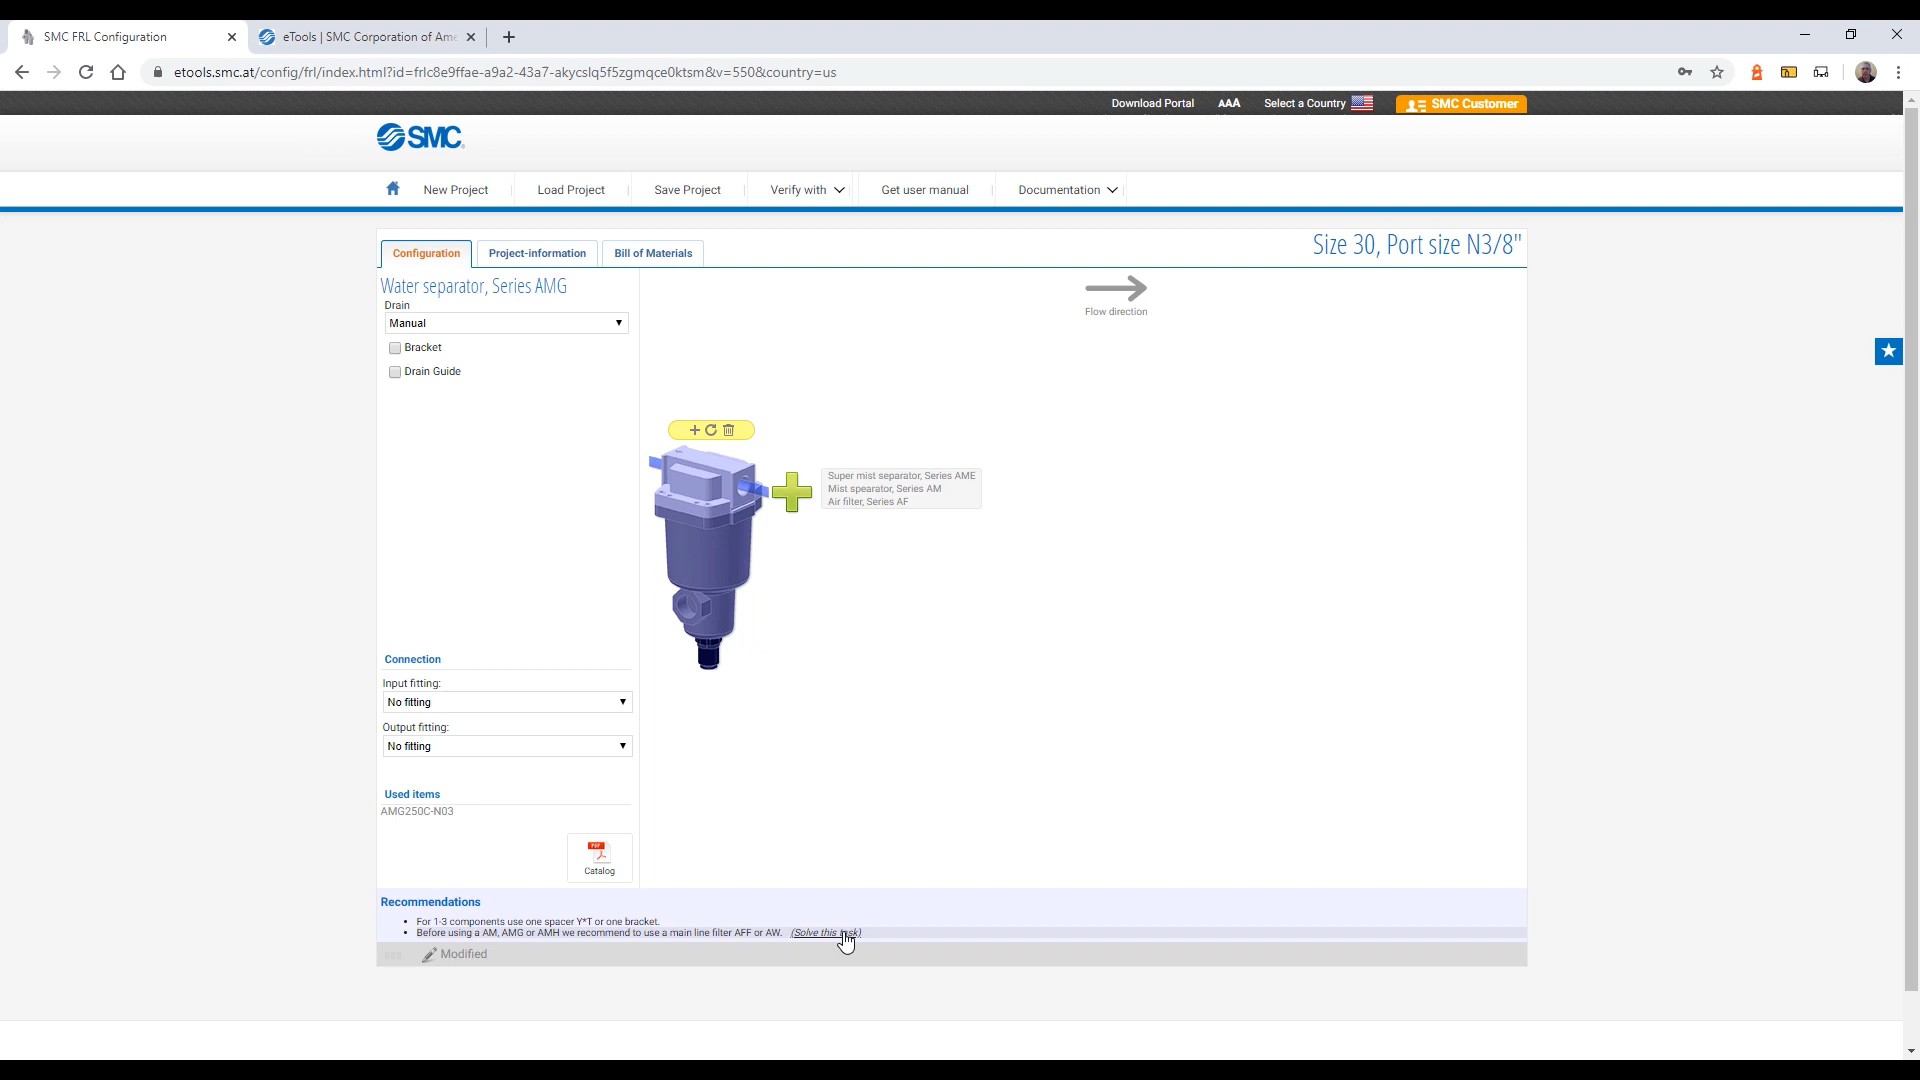 SMC FRL Configuration
eTools | SMC Corporation of Ame
etools.smc.at/config/frl/index.html?id=frlc8e9ffae-a9a2-43a7-akycslq5f5zgmqce0ktsm&v=550&country=us
Download Portal AAA Select a Country SMC Customer
SMC
New Project Load Project Save Project Verify with Get user manual Documentation
Configuration Project-information Bill of Materials Size 30, Port size N3/8"
Water separator, Series AMG
Drain
Manual
Bracket
Drain Guide
Flow direction
Super mist separator, Series AME
Mist spearator, Series AM
Air filter, Series AF
Connection
Input fitting:
No fitting
Output fitting:
No fitting
Used items
AMG250C-N03
PDF
Catalog
Recommendations
• For 1-3 components use one spacer Y*T or one bracket.
• Before using a AM, AMG or AMH we recommend to use a main line filter AFF or AW. (Solve this task)
Modified